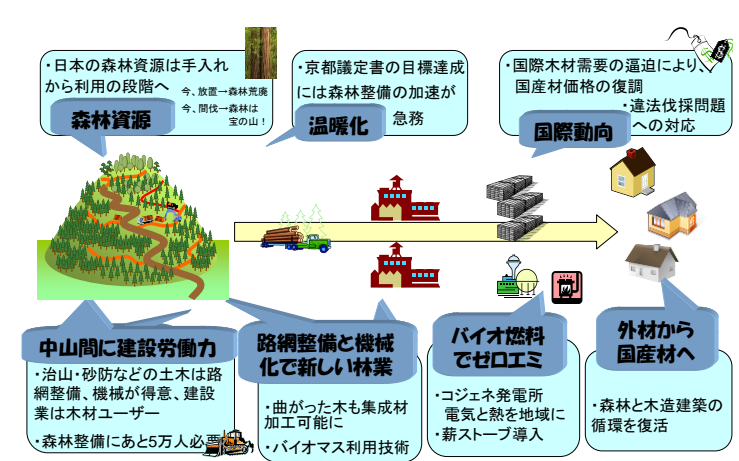 ・日本の森林資源は手入れ
から利用の段階へ
今、放置→森林荒廃
今、間伐→森林は
宝の山！
森林資源
・京都議定書の目標達成
には森林整備の加速が
急務
温暖化
・国際木材需要の逼迫により、
国産材価格の復調
・違法伐採問題
への対応
国際動向
中山間に建設労働力
・治山・砂防などの土木は路
網整備、機械が得意、建設
業は木材ユーザー
・森林整備にあと5万人必要
路網整備と機械
化で新しい林業
・曲がった木も集成材
加工可能に
・バイオマス利用技術
バイオ燃料
でゼロエミ
・コジェネ発電所
電気と熱を地域に
・薪ストーブ導入
外材から
国産材へ
・森林と木造建築の
循環を復活